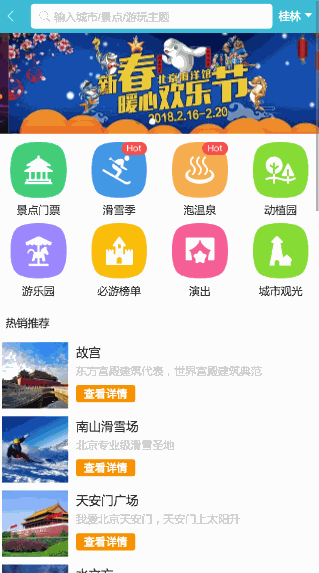 输入城市/景点/游玩主题
桂林
新春
北京海洋馆
暖心欢乐节
2018.2.16-2.20
Hot
Hot
景点门票
滑雪季
泡温泉
动植园
游乐园
必游榜单
演出
城市观光
热销推荐
故宫
东方宫殿建筑代表，世界宫殿建筑典范
查看详情
南山滑雪场
北京专业级滑雪圣地
查看详情
天安门广场
我爱北京天安门，天安门上太阳升
查看详情